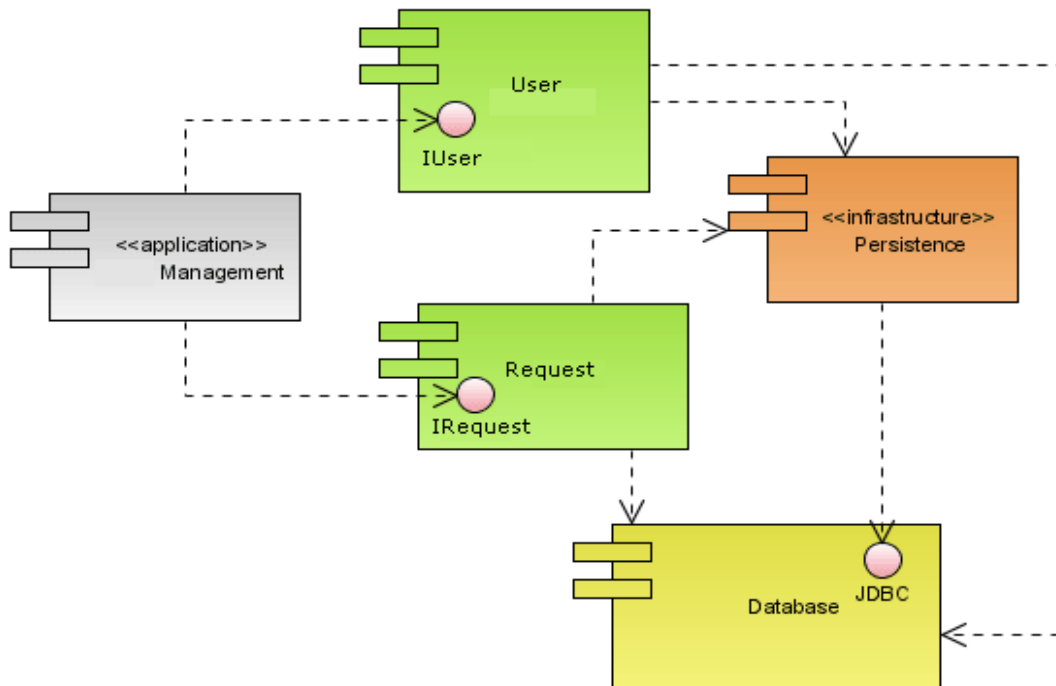 User
IUser
<<application>>
Management
<<infrastructure>>
Persistence
Request
IRequest
JDBC
Database